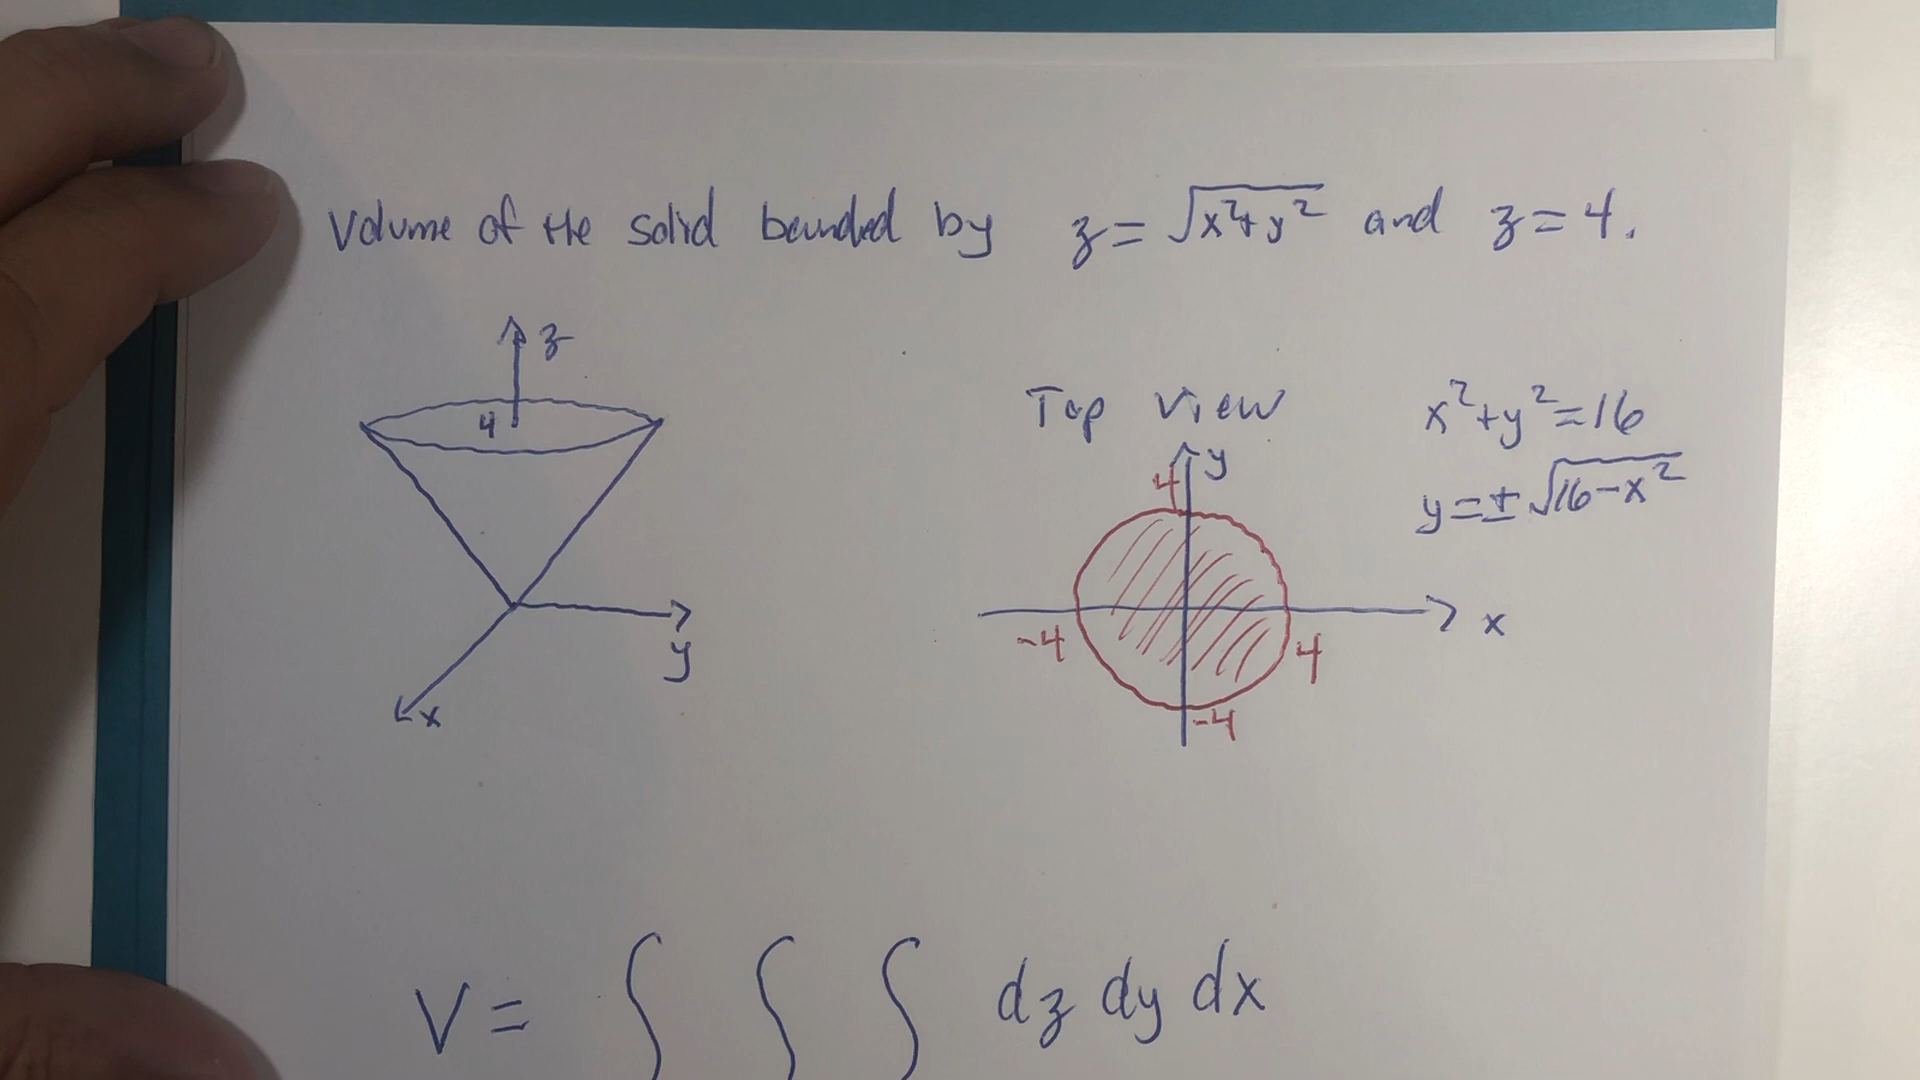 Volume of the solid bounded by z = √x²+y² and z = 4.
z
4
y
x
Top View
y
4
-4
4
-4
x
x²+y²=16
y=±√16-x²
V = ∫ ∫ ∫ dz dy dx